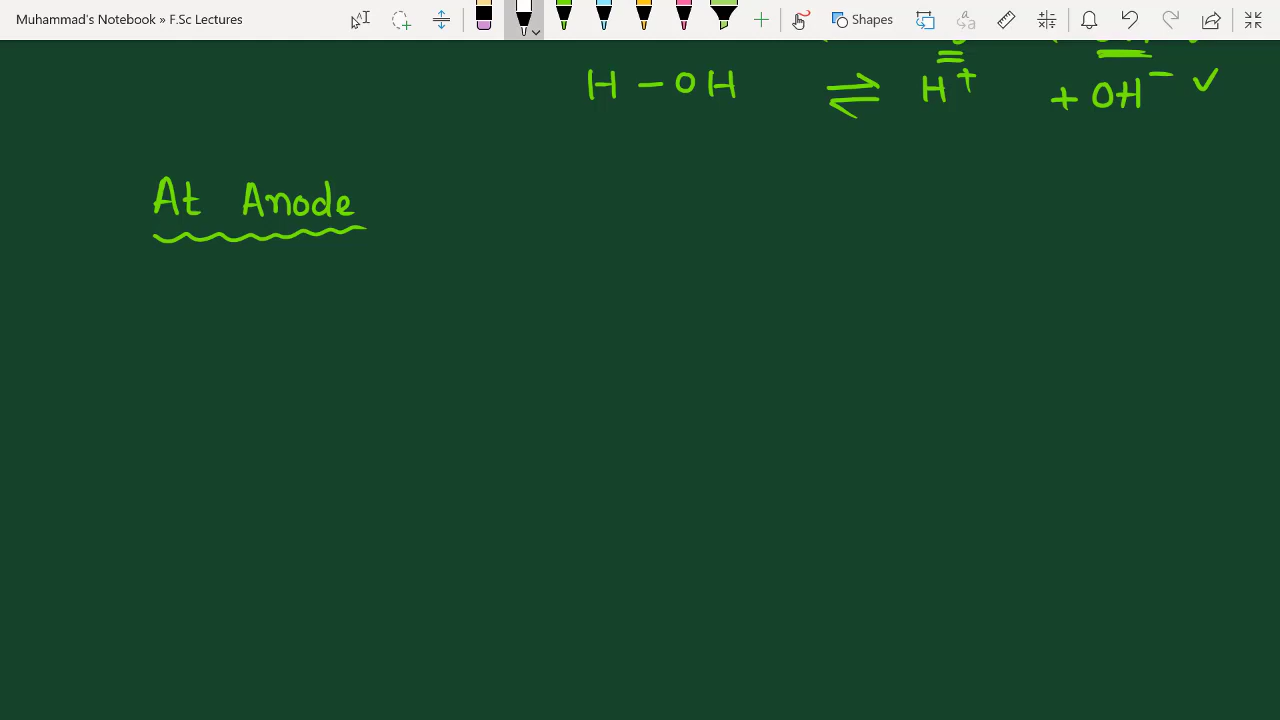 Muhammad's Notebook » F.Sc Lectures
Shapes
H – OH ⇌ H⁺ + OH⁻ ✓
At Anode